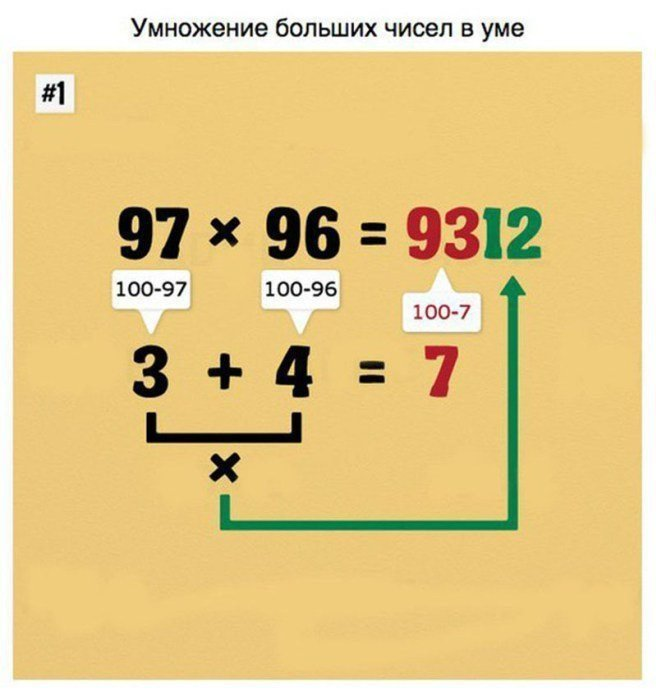 Умножение больших чисел в уме
#1
97 × 96 = 9312
100-97 100-96 100-7
3 + 4 = 7
×